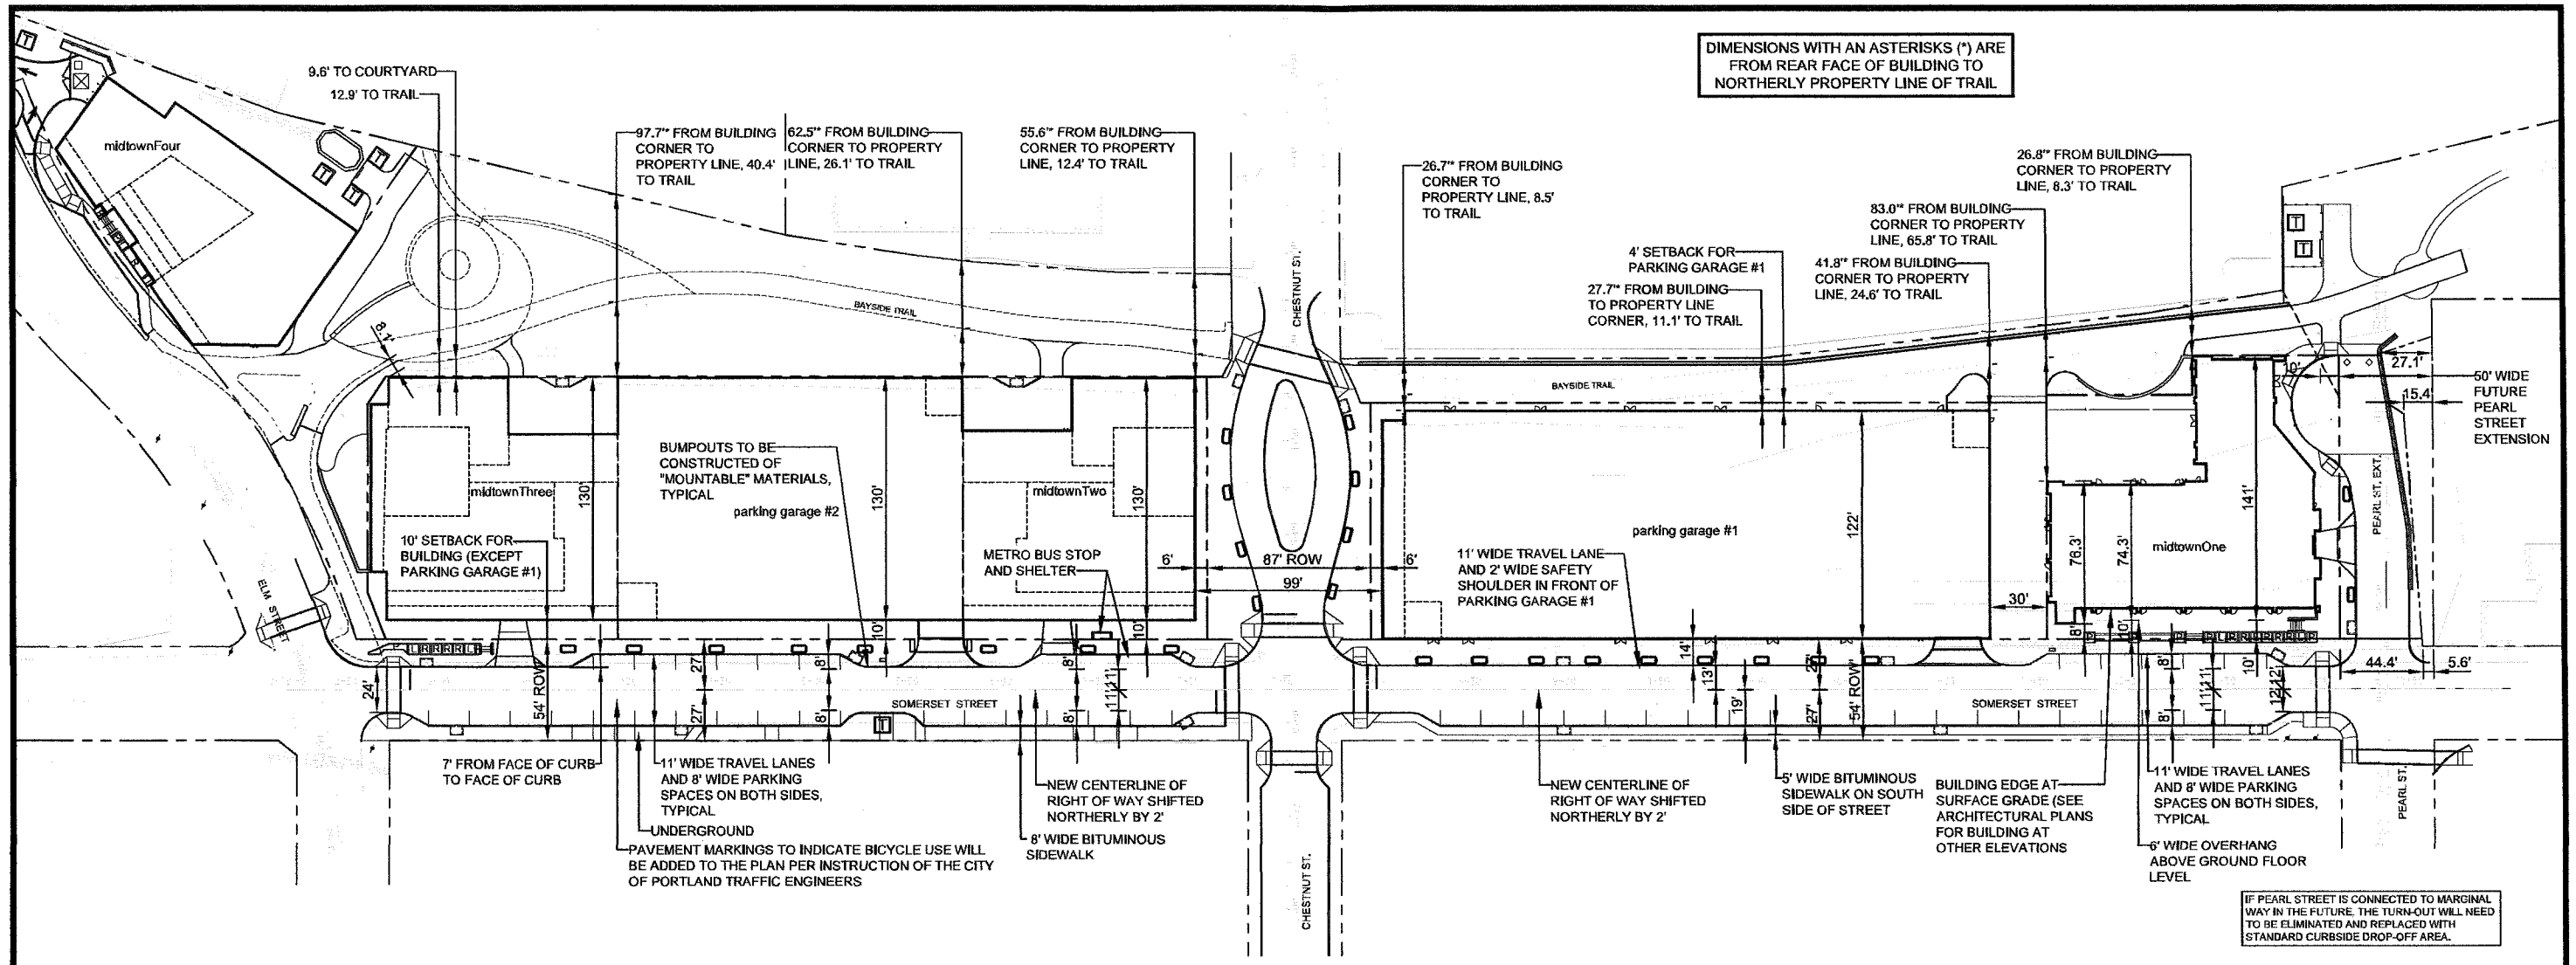 DIMENSIONS WITH AN ASTERISKS (*) ARE
FROM REAR FACE OF BUILDING TO
NORTHERLY PROPERTY LINE OF TRAIL
T
9.6' TO COURTYARD
12.9' TO TRAIL
midtownFour
T
T
T
97.7'* FROM BUILDING
CORNER TO
PROPERTY LINE, 40.4'
TO TRAIL
62.5'* FROM BUILDING
CORNER TO PROPERTY
LINE, 26.1' TO TRAIL
55.6'* FROM BUILDING
CORNER TO PROPERTY
LINE, 12.4' TO TRAIL
CHESTNUT ST.
26.7'* FROM BUILDING
CORNER TO
PROPERTY LINE, 8.5'
TO TRAIL
4' SETBACK FOR
PARKING GARAGE #1
27.7'* FROM BUILDING
TO PROPERTY LINE
CORNER, 11.1' TO TRAIL
26.8'* FROM BUILDING
CORNER TO PROPERTY
LINE, 8.3' TO TRAIL
83.0'* FROM BUILDING
CORNER TO PROPERTY
LINE, 65.8' TO TRAIL
41.8'* FROM BUILDING
CORNER TO PROPERTY
LINE, 24.6' TO TRAIL
T
T
BAYSIDE TRAIL
8.1'
BAYSIDE TRAIL
10'
27.1'
15.4'
50' WIDE
FUTURE
PEARL
STREET
EXTENSION
BUMPOUTS TO BE
CONSTRUCTED OF
"MOUNTABLE" MATERIALS,
TYPICAL
midtownThree
130'
parking garage #2
130'
midtownTwo
130'
10' SETBACK FOR
BUILDING (EXCEPT
PARKING GARAGE #1)
METRO BUS STOP
AND SHELTER
6'
87' ROW
99'
6'
11' WIDE TRAVEL LANE
AND 2' WIDE SAFETY
SHOULDER IN FRONT OF
PARKING GARAGE #1
parking garage #1
122'
30'
76.3'
74.3'
141'
midtownOne
PEARL ST. EXT.
ELM STREET
24'
54' ROW
27'
27'
8'
8'
10'
10'
8'
11'
11'
8'
SOMERSET STREET
14'
13'
19'
27'
27'
54' ROW
SOMERSET STREET
8'
10'
8'
11'
11'
8'
10'
12'
12'
44.4'
5.6'
T
7' FROM FACE OF CURB
TO FACE OF CURB
11' WIDE TRAVEL LANES
AND 8' WIDE PARKING
SPACES ON BOTH SIDES,
TYPICAL
UNDERGROUND
PAVEMENT MARKINGS TO INDICATE BICYCLE USE WILL
BE ADDED TO THE PLAN PER INSTRUCTION OF THE CITY
OF PORTLAND TRAFFIC ENGINEERS
NEW CENTERLINE OF
RIGHT OF WAY SHIFTED
NORTHERLY BY 2'
8' WIDE BITUMINOUS
SIDEWALK
CHESTNUT ST.
NEW CENTERLINE OF
RIGHT OF WAY SHIFTED
NORTHERLY BY 2'
5' WIDE BITUMINOUS
SIDEWALK ON SOUTH
SIDE OF STREET
BUILDING EDGE AT
SURFACE GRADE (SEE
ARCHITECTURAL PLANS
FOR BUILDING AT
OTHER ELEVATIONS
11' WIDE TRAVEL LANES
AND 8' WIDE PARKING
SPACES ON BOTH SIDES,
TYPICAL
6' WIDE OVERHANG
ABOVE GROUND FLOOR
LEVEL
PEARL ST.
IF PEARL STREET IS CONNECTED TO MARGINAL
WAY IN THE FUTURE, THE TURN-OUT WILL NEED
TO BE ELIMINATED AND REPLACED WITH
STANDARD CURBSIDE DROP-OFF AREA.